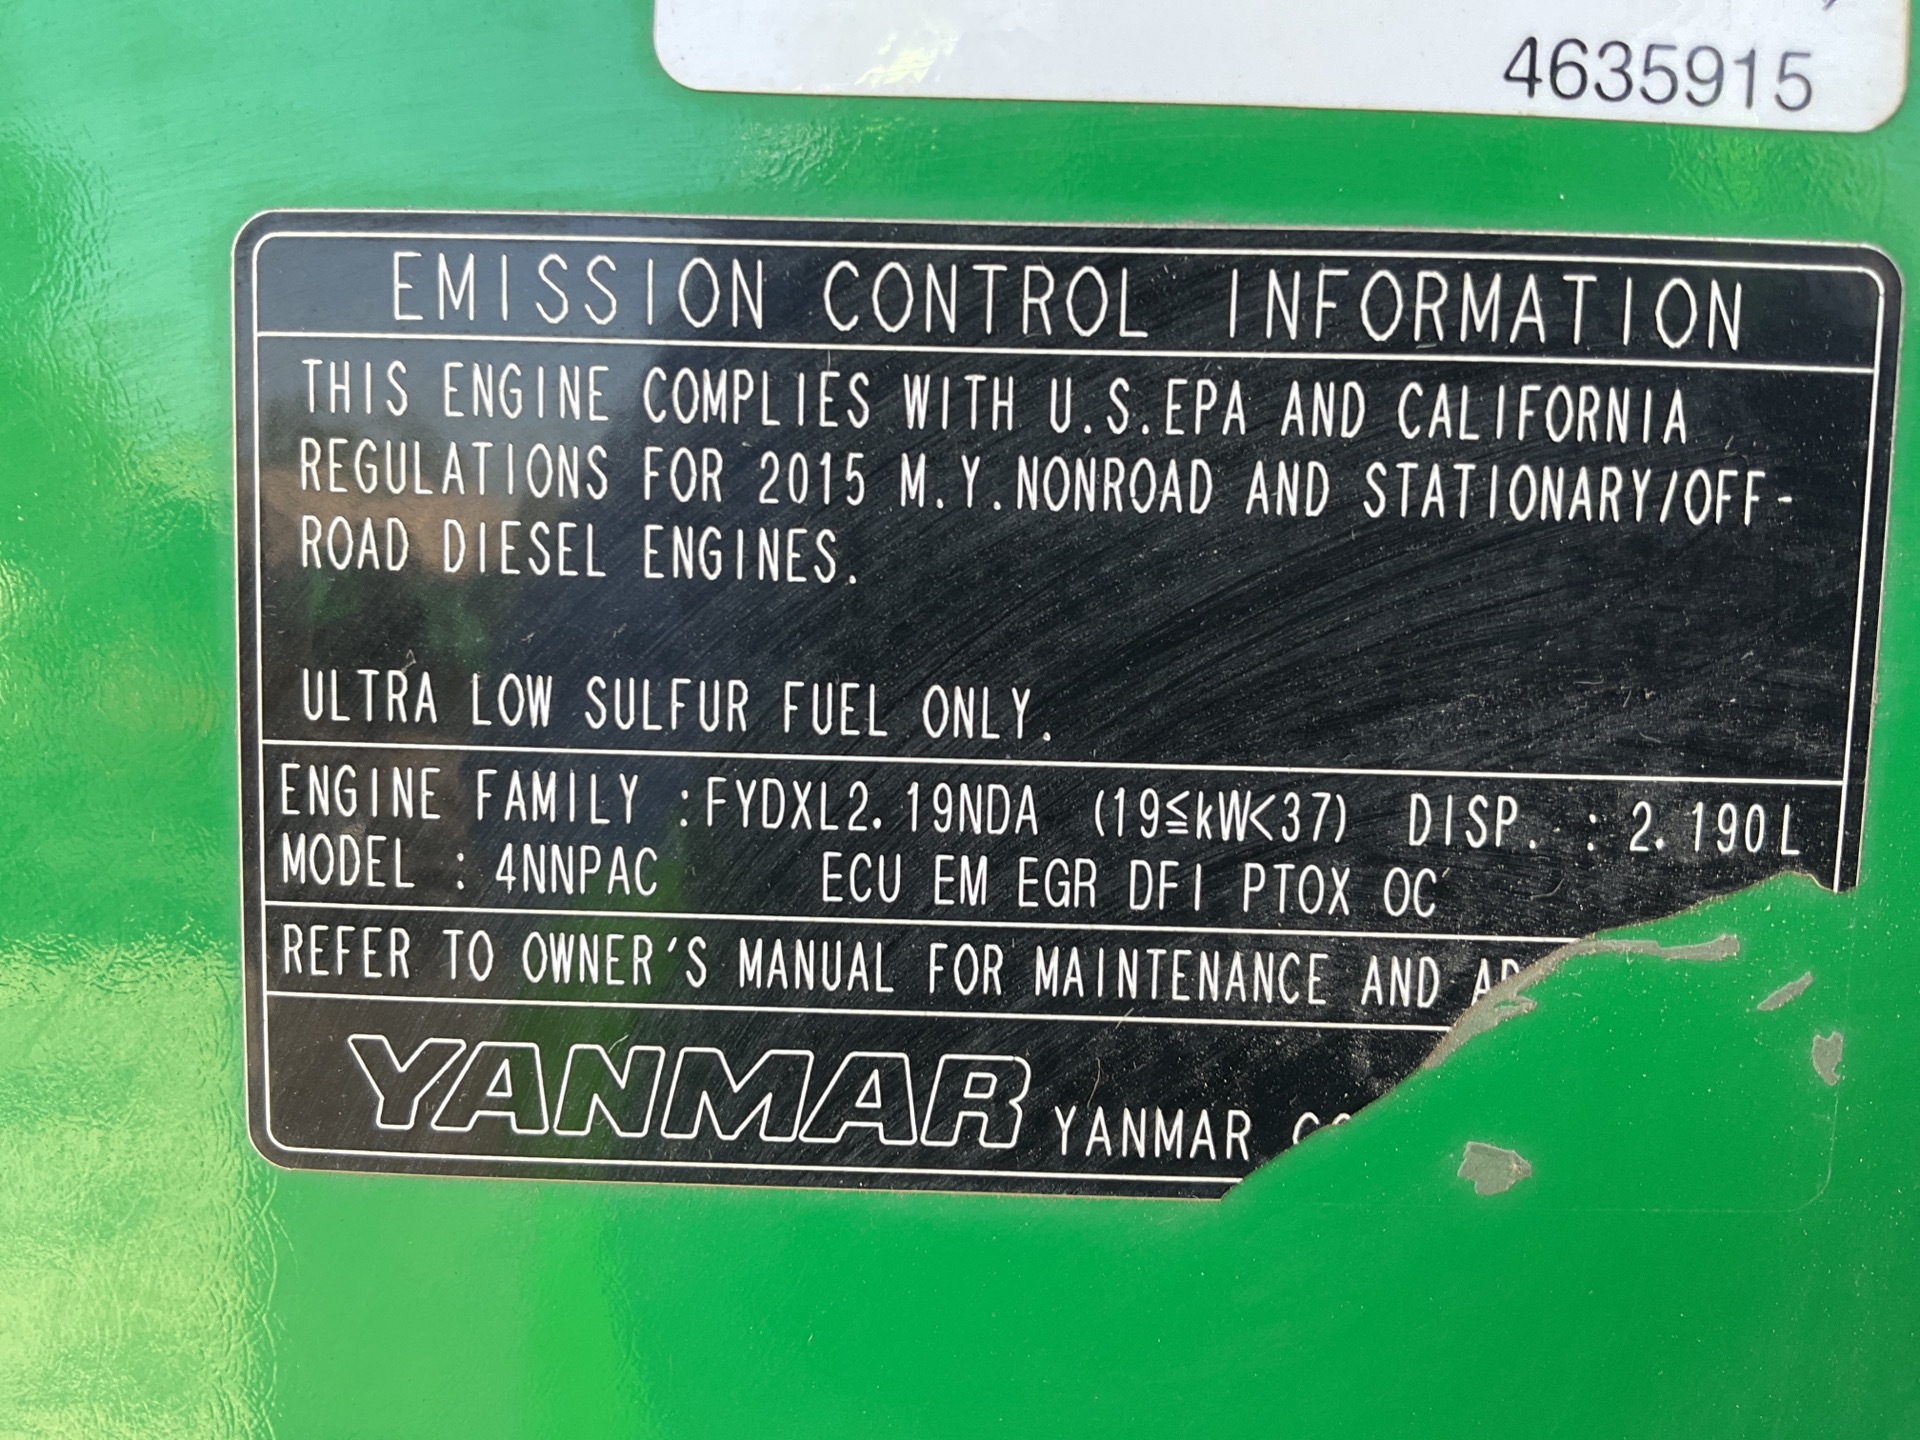 4635915
EMISSION CONTROL INFORMATION
THIS ENGINE COMPLIES WITH U.S.EPA AND CALIFORNIA
REGULATIONS FOR 2015 M.Y.NONROAD AND STATIONARY/OFF-
ROAD DIESEL ENGINES.
ULTRA LOW SULFUR FUEL ONLY.
ENGINE FAMILY :FYDXL2.19NDA (19≦kW<37) DISP. : 2.190L
MODEL : 4NNPAC ECU EM EGR DFI PTOX OC
REFER TO OWNER'S MANUAL FOR MAINTENANCE AND
YANMAR YANMAR